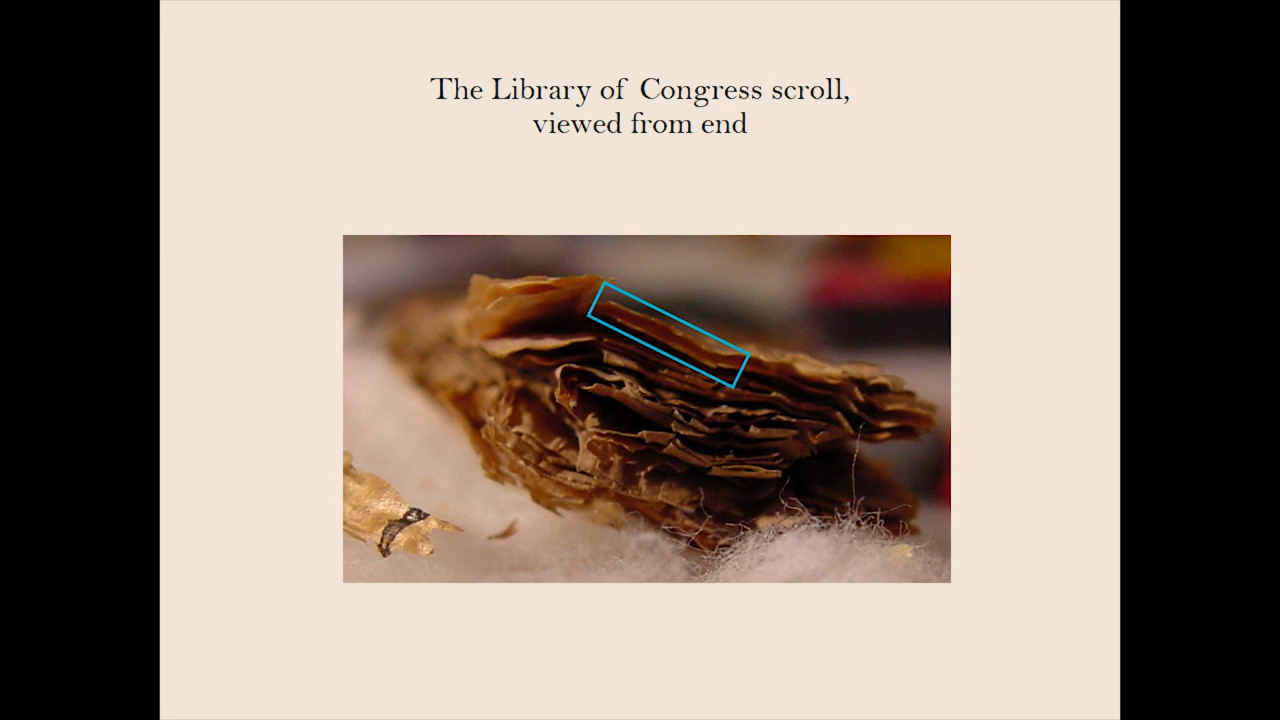 The Library of Congress scroll,
viewed from end